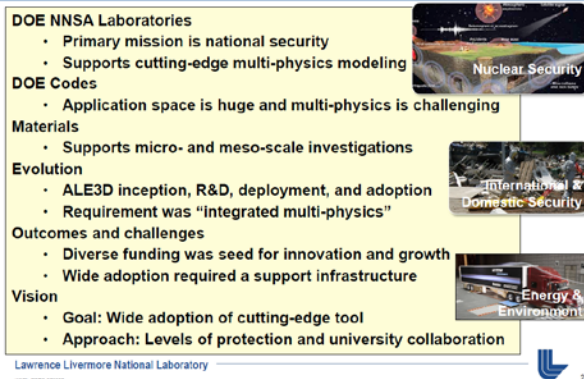 DOE NNSA Laboratories
• Primary mission is national security
• Supports cutting-edge multi-physics modeling
Nuclear Security
DOE Codes
• Application space is huge and multi-physics is challenging
Materials
• Supports micro- and meso-scale investigations
Evolution
• ALE3D inception, R&D, deployment, and adoption
• Requirement was “integrated multi-physics”
International &
Domestic Security
Outcomes and challenges
• Diverse funding was seed for innovation and growth
• Wide adoption required a support infrastructure
Energy &
Environment
Vision
• Goal: Wide adoption of cutting-edge tool
• Approach: Levels of protection and university collaboration
Lawrence Livermore National Laboratory